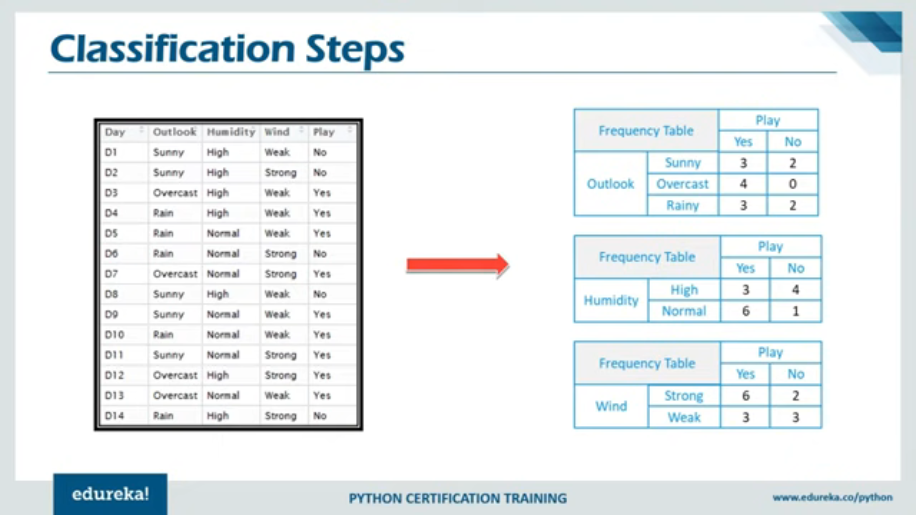 Classification Steps
Day Outlook Humidity Wind Play
D1 Sunny High Weak No
D2 Sunny High Strong No
D3 Overcast High Weak Yes
D4 Rain High Weak Yes
D5 Rain Normal Weak Yes
D6 Rain Normal Strong No
D7 Overcast Normal Strong Yes
D8 Sunny High Weak No
D9 Sunny Normal Weak Yes
D10 Rain Normal Weak Yes
D11 Sunny Normal Strong Yes
D12 Overcast High Strong Yes
D13 Overcast Normal Weak Yes
D14 Rain High Strong No
Frequency Table Play
Yes No
Outlook Sunny 3 2
Overcast 4 0
Rainy 3 2
Frequency Table Play
Yes No
Humidity High 3 4
Normal 6 1
Frequency Table Play
Yes No
Wind Strong 6 2
Weak 3 3
edureka!
PYTHON CERTIFICATION TRAINING
www.edureka.co/python